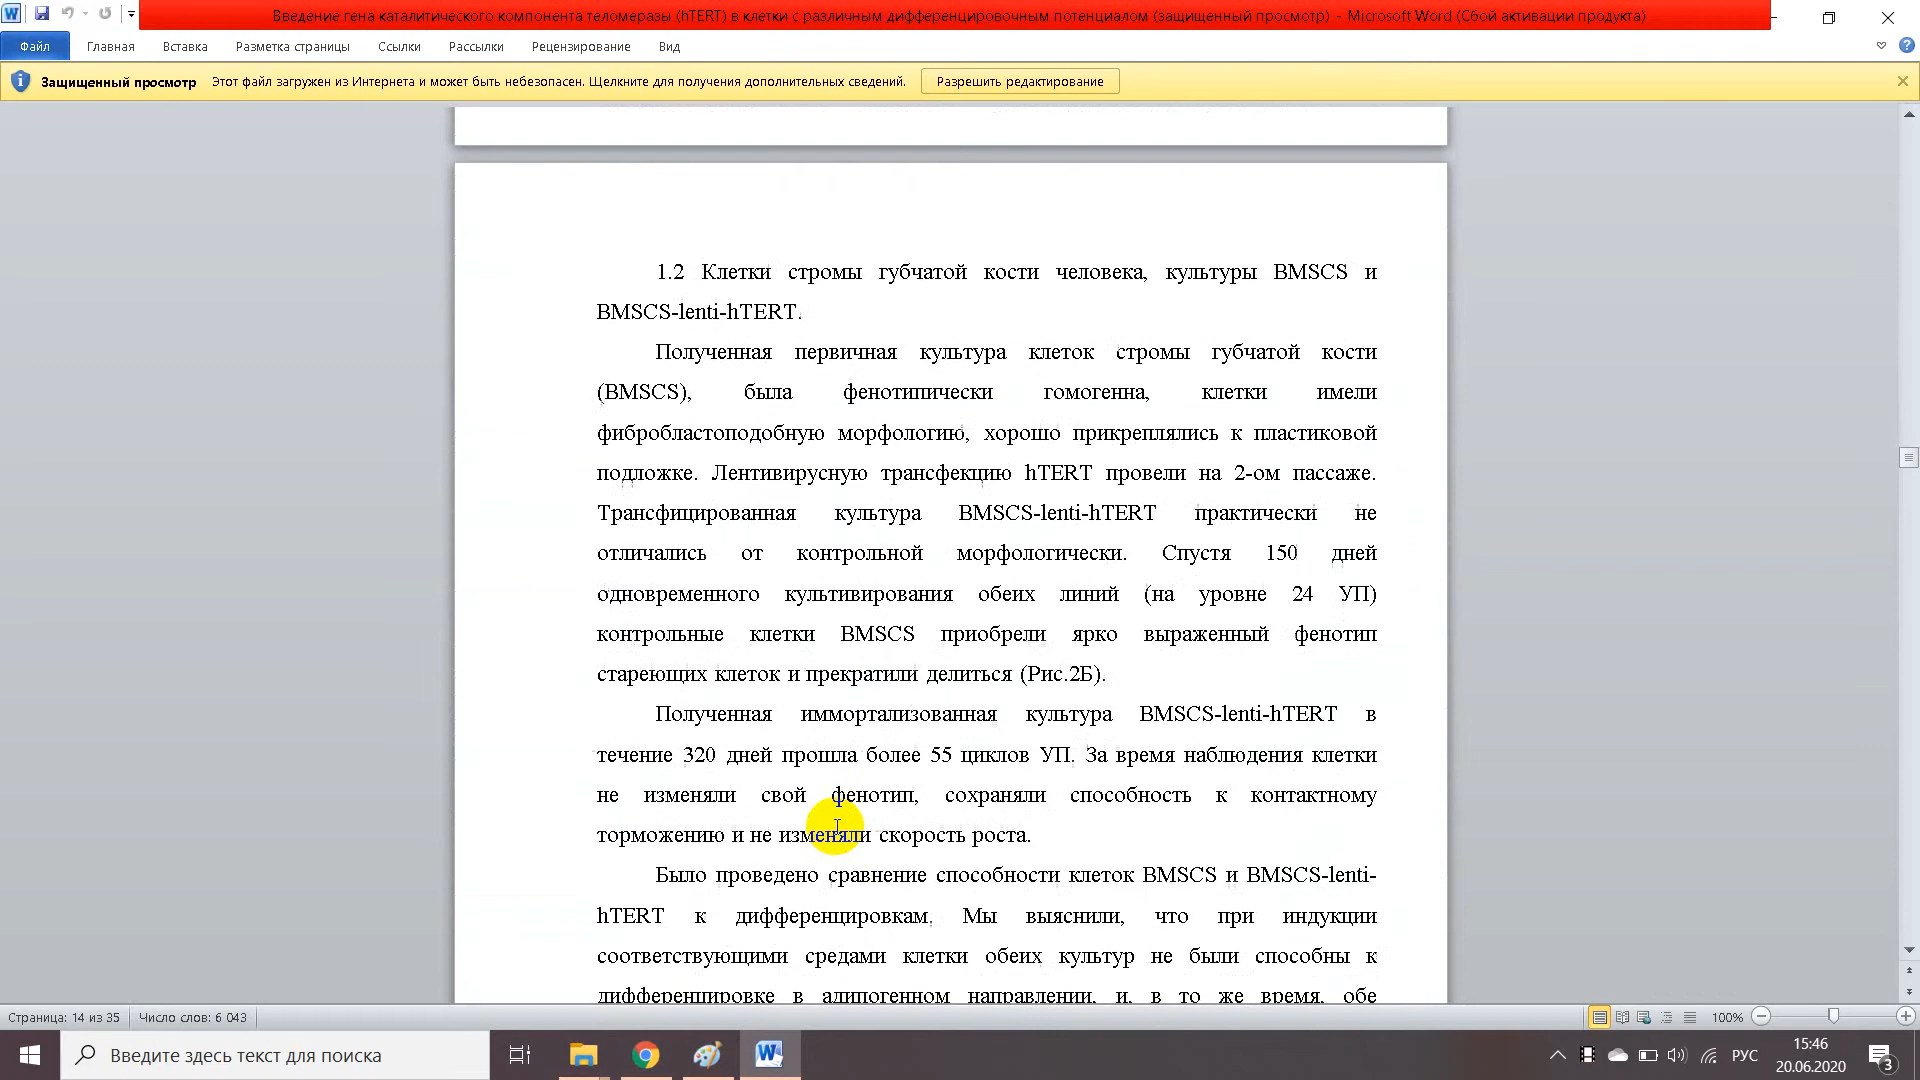 Введение гена каталитического компонента теломеразы (hTERT) в клетки с различным дифференцировочным потенциалом (защищенный просмотр) - Microsoft Word (Сбой активации продукта)
Файл Главная Вставка Разметка страницы Ссылки Рассылки Рецензирование Вид
Защищенный просмотр Этот файл загружен из Интернета и может быть небезопасен. Щелкните для получения дополнительных сведений. Разрешить редактирование
1.2 Клетки стромы губчатой кости человека, культуры BMSCS и
BMSCS-lenti-hTERT.
Полученная первичная культура клеток стромы губчатой кости
(BMSCS), была фенотипически гомогенна, клетки имели
фибробластоподобную морфологию, хорошо прикреплялись к пластиковой
подложке. Лентивирусную трансфекцию hTERT провели на 2-ом пассаже.
Трансфицированная культура BMSCS-lenti-hTERT практически не
отличались от контрольной морфологически. Спустя 150 дней
одновременного культивирования обеих линий (на уровне 24 УП)
контрольные клетки BMSCS приобрели ярко выраженный фенотип
стареющих клеток и прекратили делиться (Рис.2Б).
Полученная иммортализованная культура BMSCS-lenti-hTERT в
течение 320 дней прошла более 55 циклов УП. За время наблюдения клетки
не изменяли свой фенотип, сохраняли способность к контактному
торможению и не изменяли скорость роста.
Было проведено сравнение способности клеток BMSCS и BMSCS-lenti-
hTERT к дифференцировкам. Мы выяснили, что при индукции
соответствующими средами клетки обеих культур не были способны к
дифференцировке в адипогенном направлении, и, в то же время, обе
Страница: 14 из 35 Число слов: 6 043 100%
Введите здесь текст для поиска РУС 15:46
20.06.2020 3